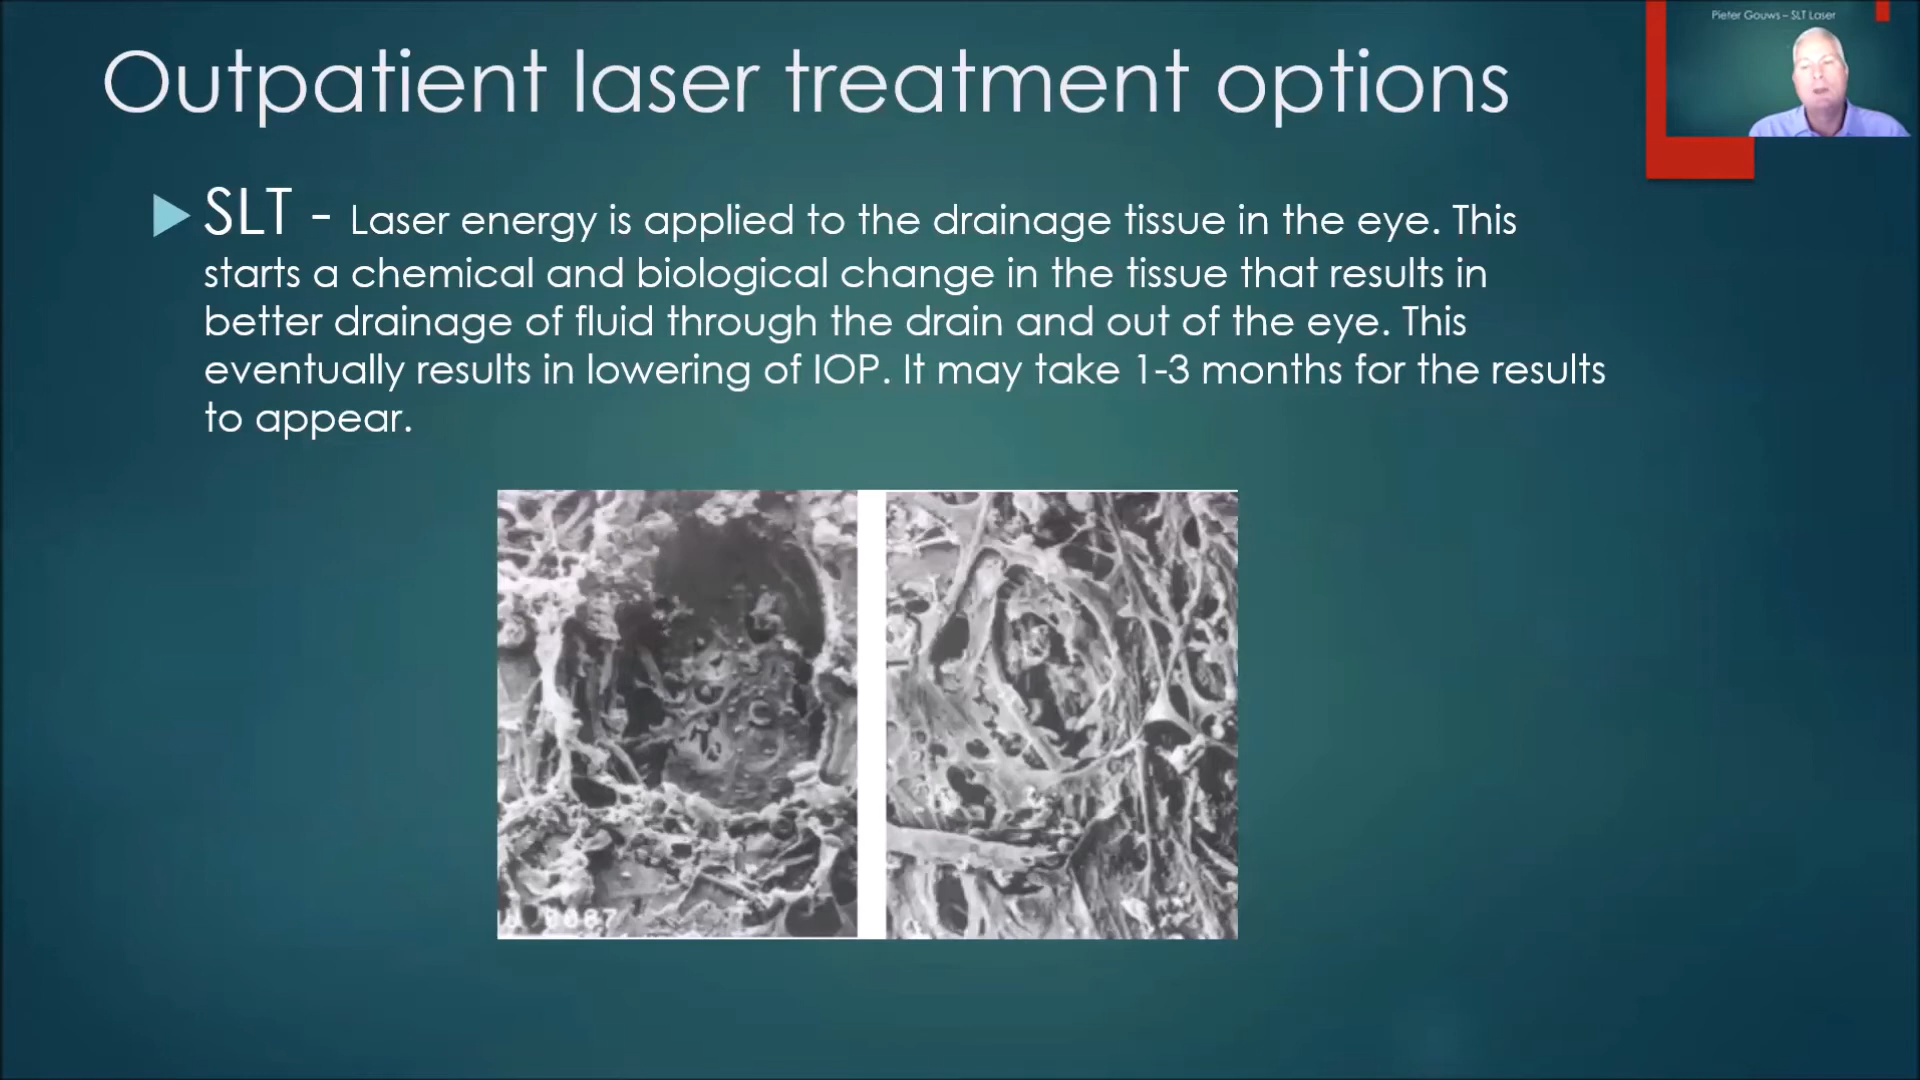 Pieter Gouws – SLT Laser
Outpatient laser treatment options
SLT - Laser energy is applied to the drainage tissue in the eye. This
starts a chemical and biological change in the tissue that results in
better drainage of fluid through the drain and out of the eye. This
eventually results in lowering of IOP. It may take 1-3 months for the results
to appear.